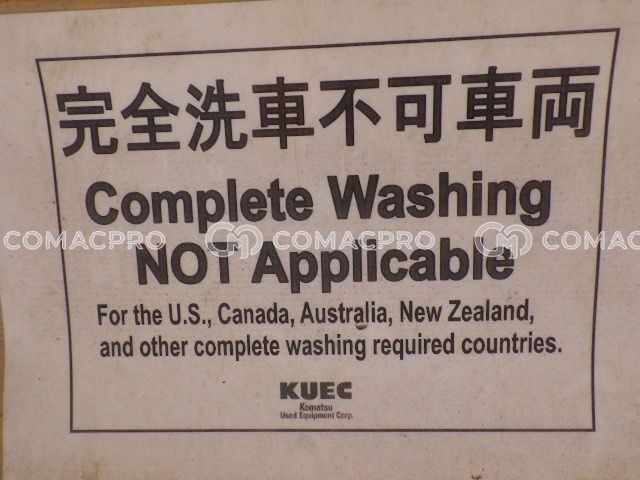 完全洗車不可車両
Complete Washing
COMACPRO COMACPRO COMACPRO
NOT Applicable
For the U.S., Canada, Australia, New Zealand,
and other complete washing required countries.
KUEC
Komatsu
Used Equipment Corp.